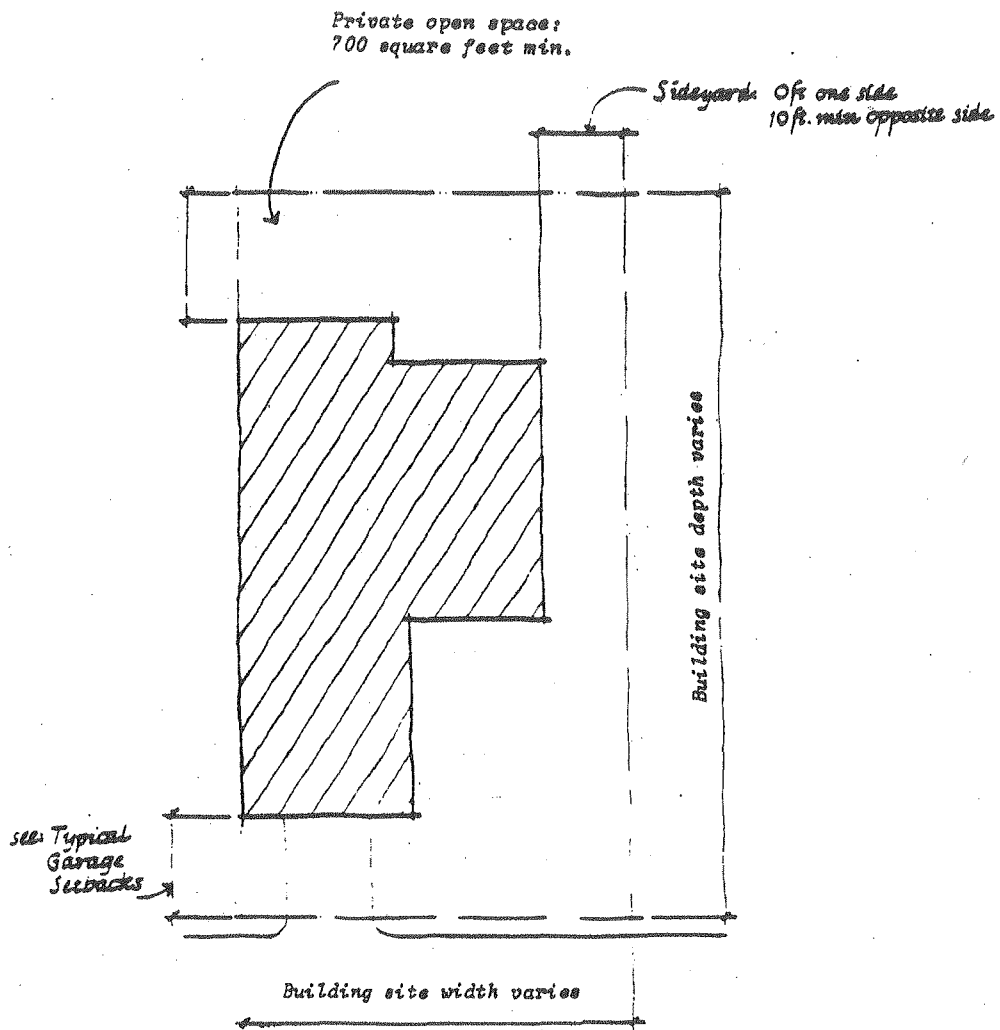 Private open space:
700 square feet min.
Sideyard: 0ft one side
10ft. min opposite side
Building site depth varies
see: Typical
Garage
Setbacks
Building site width varies